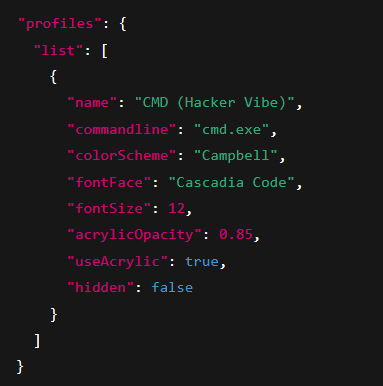 "profiles": {
  "list": [
    {
      "name": "CMD (Hacker Vibe)",
      "commandline": "cmd.exe",
      "colorScheme": "Campbell",
      "fontFace": "Cascadia Code",
      "fontSize": 12,
      "acrylicOpacity": 0.85,
      "useAcrylic": true,
      "hidden": false
    }
  ]
}